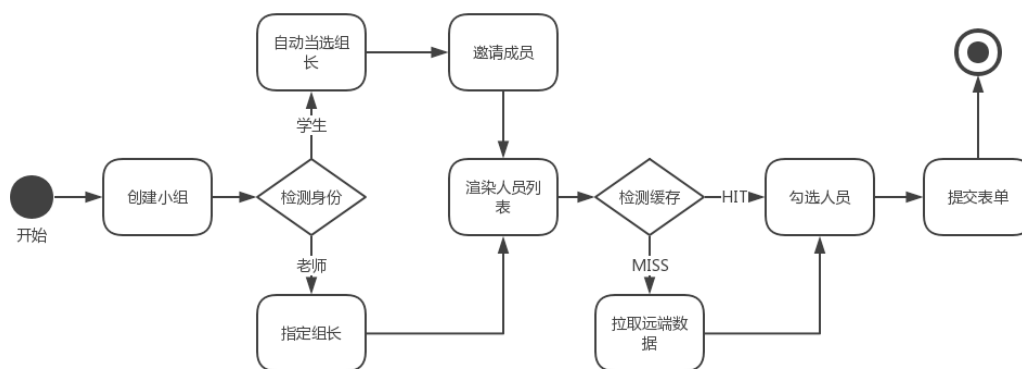 自动当选组
长
邀请成员
学生
开始
创建小组
检测身份
渲染人员列
表
检测缓存
HIT
勾选人员
提交表单
老师
MISS
指定组长
拉取远端数
据